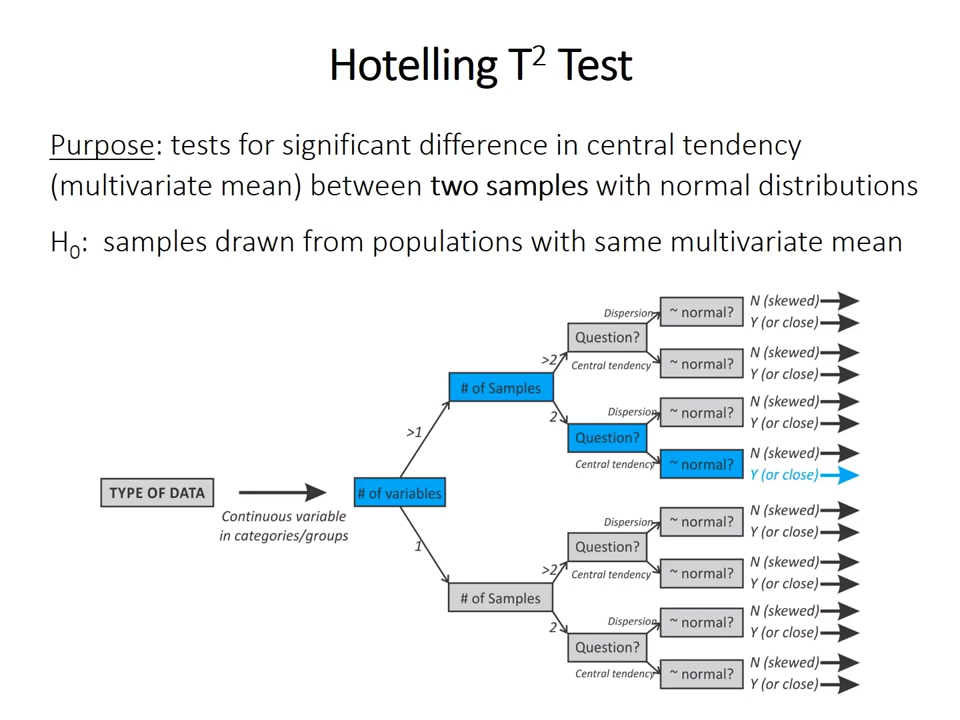 Hotelling T² Test
Purpose: tests for significant difference in central tendency
(multivariate mean) between two samples with normal distributions
H₀: samples drawn from populations with same multivariate mean
TYPE OF DATA
Continuous variable
in categories/groups
# of variables
>1
1
# of Samples
>2
2
Question?
Dispersion
Central tendency
~ normal?
N (skewed)
Y (or close)
~ normal?
N (skewed)
Y (or close)
Question?
Dispersion
Central tendency
~ normal?
N (skewed)
Y (or close)
~ normal?
N (skewed)
Y (or close)
# of Samples
>2
2
Question?
Dispersion
Central tendency
~ normal?
N (skewed)
Y (or close)
~ normal?
N (skewed)
Y (or close)
Question?
Dispersion
Central tendency
~ normal?
N (skewed)
Y (or close)
~ normal?
N (skewed)
Y (or close)